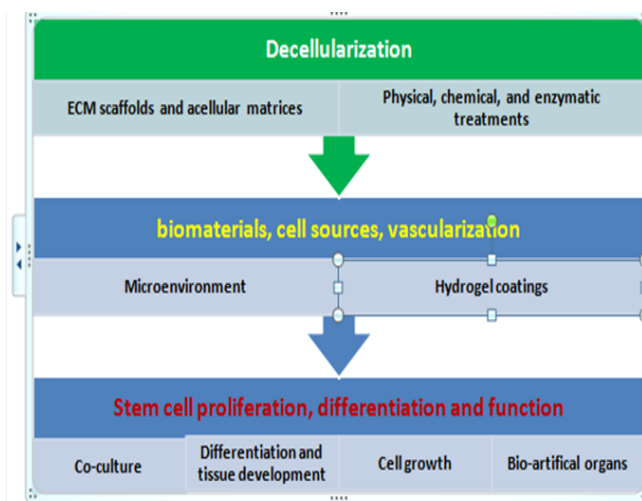 Decellularization
ECM scaffolds and acellular matrices
Physical, chemical, and enzymatic
treatments
biomaterials, cell sources, vascularization
Microenvironment
Hydrogel coatings
Stem cell proliferation, differentiation and function
Co-culture
Differentiation and
tissue development
Cell growth
Bio-artifical organs